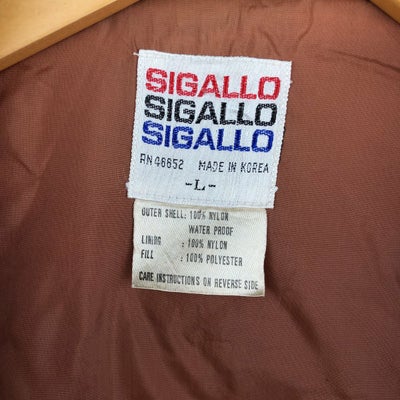 SIGALLO
SIGALLO
SIGALLO
RN 46652 MADE IN KOREA
-L-
OUTER SHELL: 100% NYLON
WATER PROOF
LINING : 100% NYLON
FILL : 100% POLYESTER
CARE INSTRUCTIONS ON REVERSE SIDE